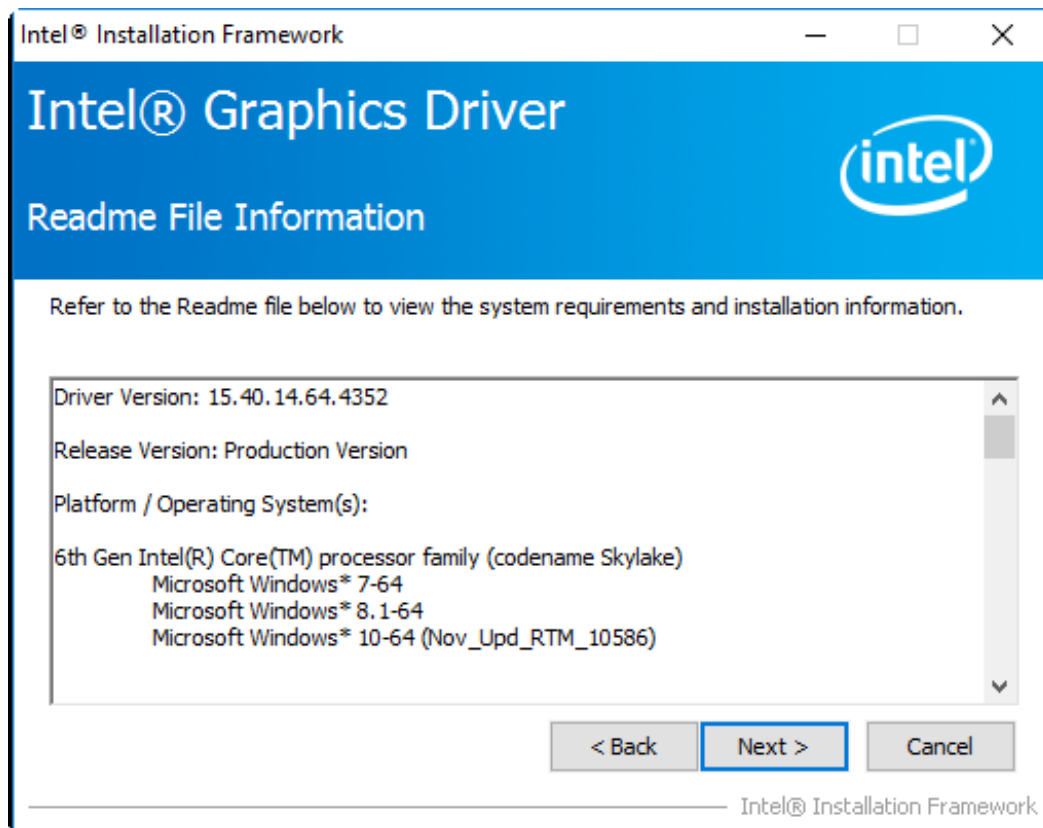 Intel® Installation Framework
Intel® Graphics Driver
intel
Readme File Information
Refer to the Readme file below to view the system requirements and installation information.
Driver Version: 15.40.14.64.4352
Release Version: Production Version
Platform / Operating System(s):
6th Gen Intel(R) Core(TM) processor family (codename Skylake)
Microsoft Windows* 7-64
Microsoft Windows* 8.1-64
Microsoft Windows* 10-64 (Nov_Upd_RTM_10586)
< Back Next > Cancel
Intel® Installation Framework